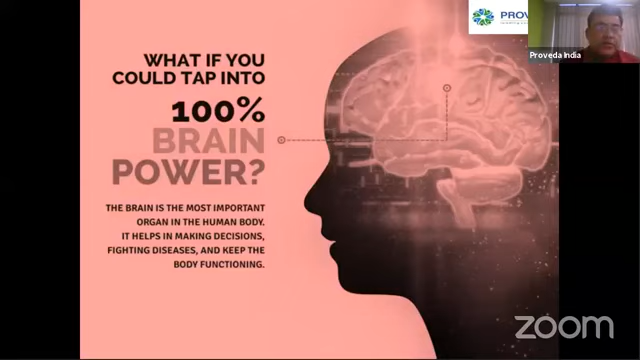 WHAT IF YOU
COULD TAP INTO
100%
BRAIN
POWER?
THE BRAIN IS THE MOST IMPORTANT
ORGAN IN THE HUMAN BODY.
IT HELPS IN MAKING DECISIONS,
FIGHTING DISEASES, AND KEEP THE
BODY FUNCTIONING.
PROV
Proveda India
zoom